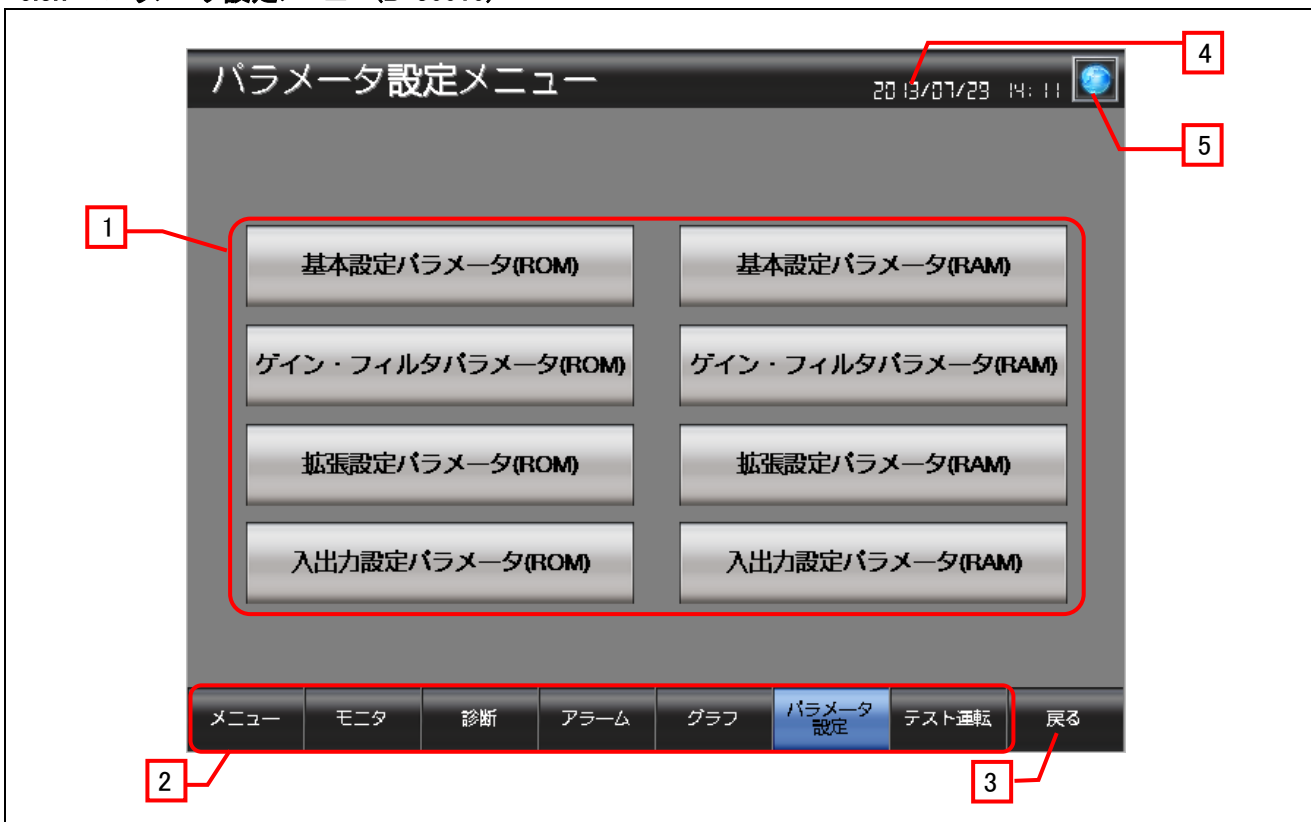 パラメータ設定メニュー
2013/07/29 14:11
4
5
1
基本設定パラメータ(ROM)
基本設定パラメータ(RAM)
ゲイン・フィルタパラメータ(ROM)
ゲイン・フィルタパラメータ(RAM)
拡張設定パラメータ(ROM)
拡張設定パラメータ(RAM)
入出力設定パラメータ(ROM)
入出力設定パラメータ(RAM)
メニュー
モニタ
診断
アラーム
グラフ
パラメータ
設定
テスト運転
戻る
2
3